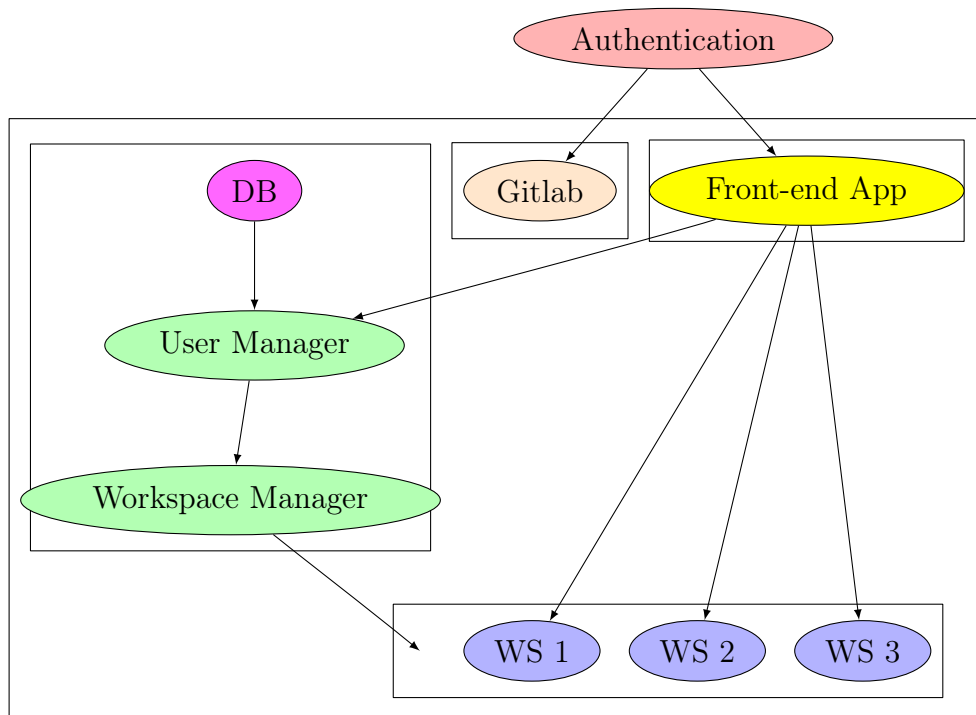 Authentication
DB
Gitlab
Front-end App
User Manager
Workspace Manager
WS 1
WS 2
WS 3